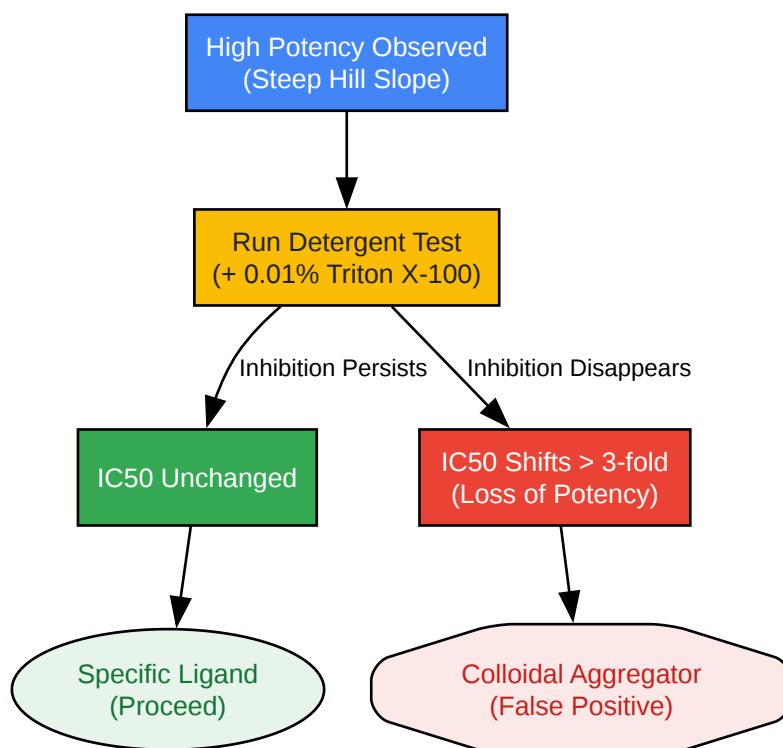 High Potency Observed
(Steep Hill Slope)
Run Detergent Test
(+ 0.01% Triton X-100)
Inhibition Persists
Inhibition Disappears
IC50 Unchanged
IC50 Shifts > 3-fold
(Loss of Potency)
Specific Ligand
(Proceed)
Colloidal Aggregator
(False Positive)